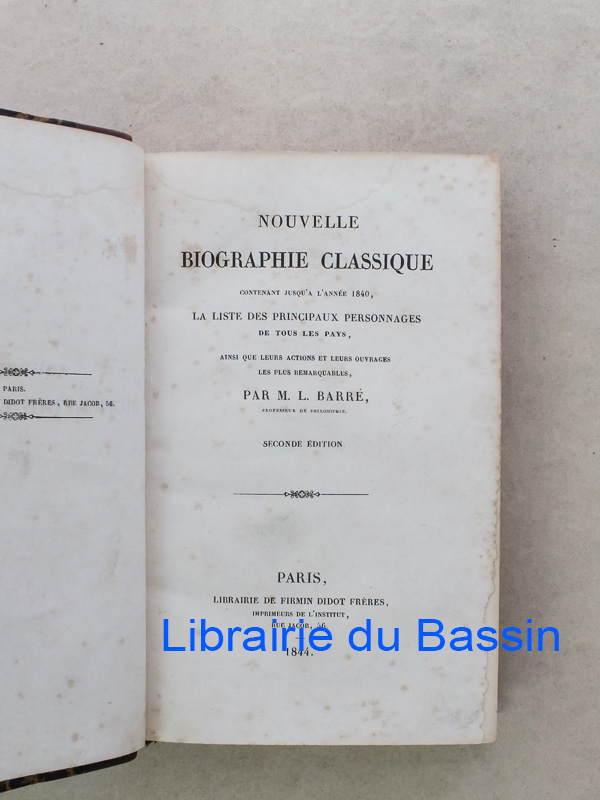 PARIS.
DIDOT FRÈRES, RUE JACOB, 56.
NOUVELLE
BIOGRAPHIE CLASSIQUE
CONTENANT JUSQU'A L'ANNÉE 1840,
LA LISTE DES PRINCIPAUX PERSONNAGES
DE TOUS LES PAYS,
AINSI QUE LEURS ACTIONS ET LEURS OUVRAGES
LES PLUS REMARQUABLES,
PAR M. L. BARRÉ,
PROFESSEUR DE PHILOSOPHIE.
SECONDE ÉDITION.
PARIS,
LIBRAIRIE DE FIRMIN DIDOT FRÈRES,
IMPRIMEURS DE L'INSTITUT,
RUE JACOB, 56.
Librairie du Bassin
1844.